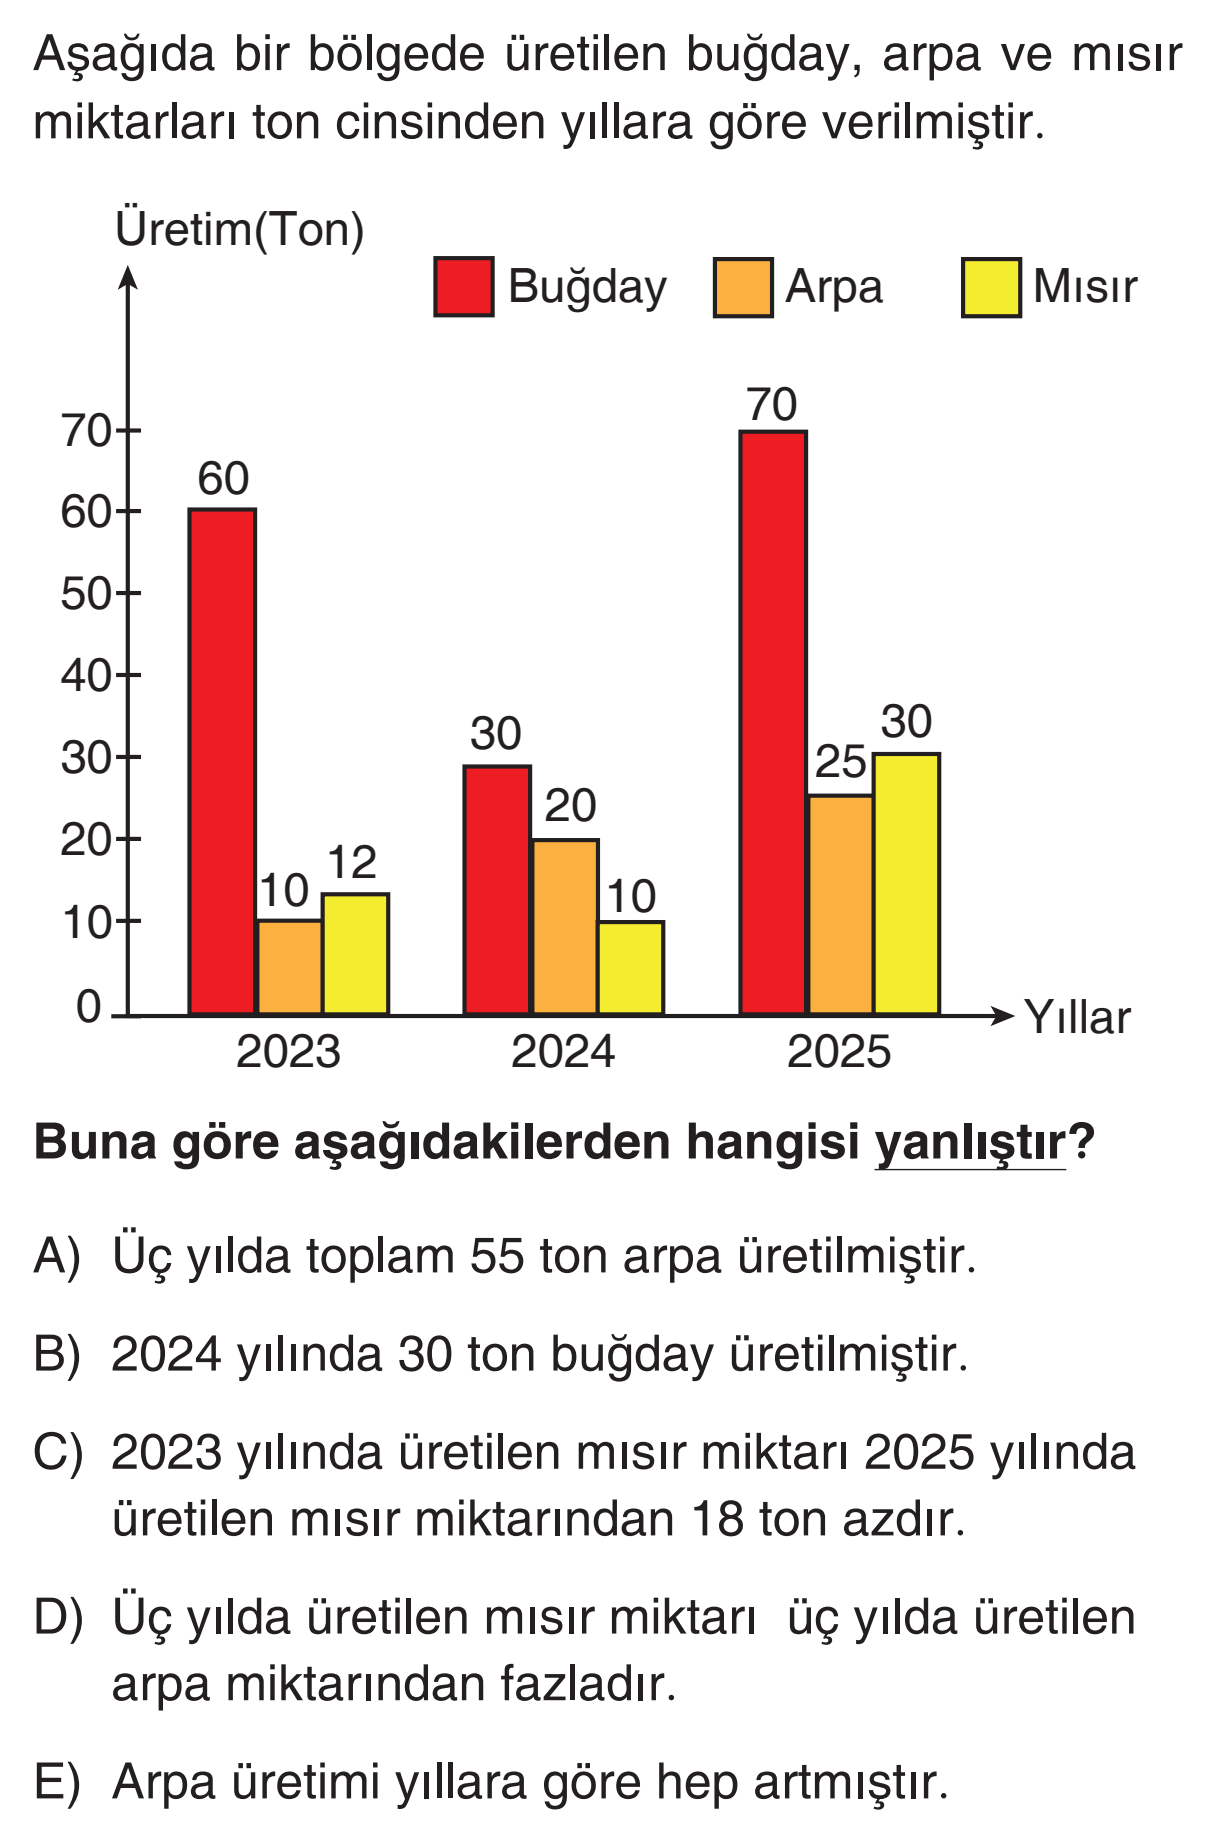 Aşağıda bir bölgede üretilen buğday, arpa ve mısır
miktarları ton cinsinden yıllara göre verilmiştir.
Üretim(Ton)
Buğday Arpa Mısır
70
60
50
40
30
20
10
0
60
10
12
30
20
10
70
25
30
2023 2024 2025
Yıllar
Buna göre aşağıdakilerden hangisi yanlıştır?
A) Üç yılda toplam 55 ton arpa üretilmiştir.
B) 2024 yılında 30 ton buğday üretilmiştir.
C) 2023 yılında üretilen mısır miktarı 2025 yılında
üretilen mısır miktarından 18 ton azdır.
D) Üç yılda üretilen mısır miktarı üç yılda üretilen
arpa miktarından fazladır.
E) Arpa üretimi yıllara göre hep artmıştır.